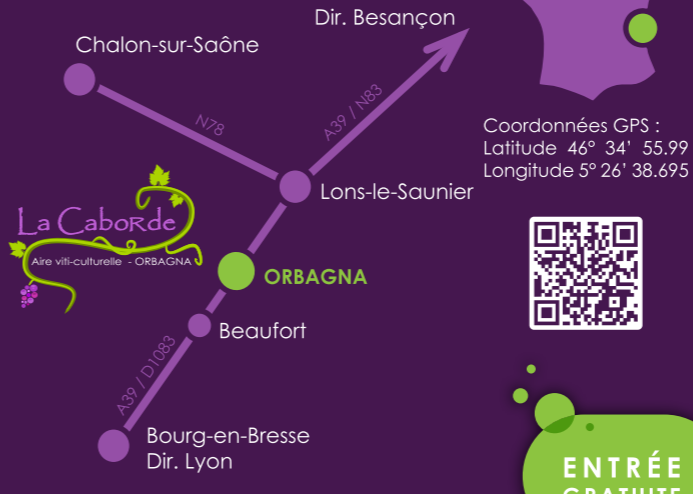 Dir. Besançon
Chalon-sur-Saône
N78
A39 / N83
Coordonnées GPS :
Latitude 46° 34' 55.99
Longitude 5° 26' 38.695
Lons-le-Saunier
La Caborde
Aire viti-culturelle - ORBAGNA
ORBAGNA
Beaufort
A39 / D1083
Bourg-en-Bresse
Dir. Lyon
ENTRÉE
GRATUITE